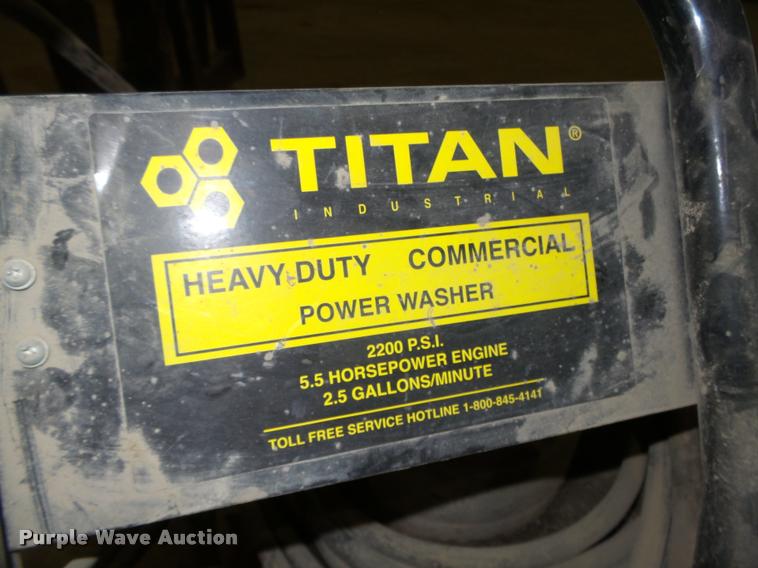 TITAN®
INDUSTRIAL
HEAVY-DUTY COMMERCIAL
POWER WASHER
2200 P.S.I.
5.5 HORSEPOWER ENGINE
2.5 GALLONS/MINUTE
TOLL FREE SERVICE HOTLINE 1-800-845-4141
Purple Wave Auction